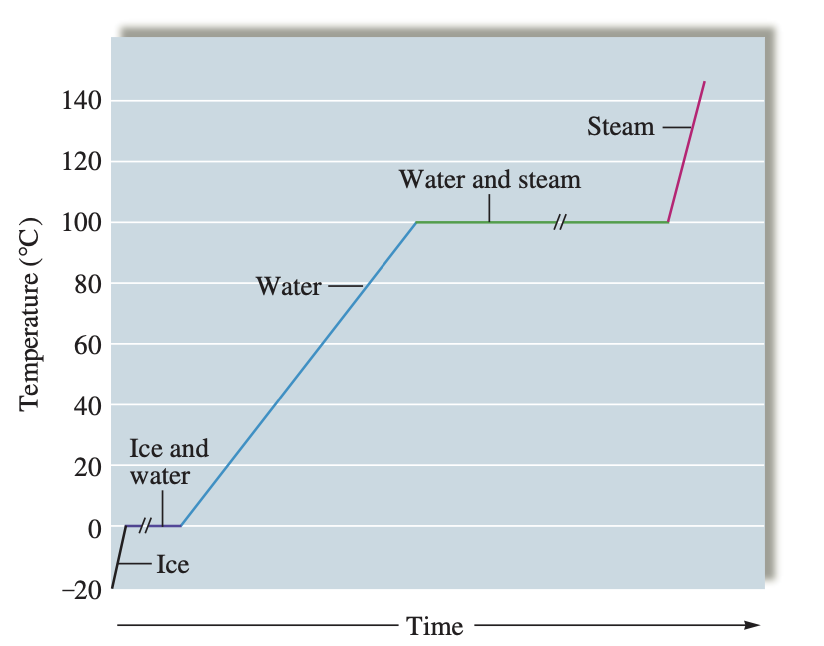 140
Steam
120
Water and steam
100
Water
80
60
40
Ice and
water
20
0
Ice
–20
Temperature (°C)
Time